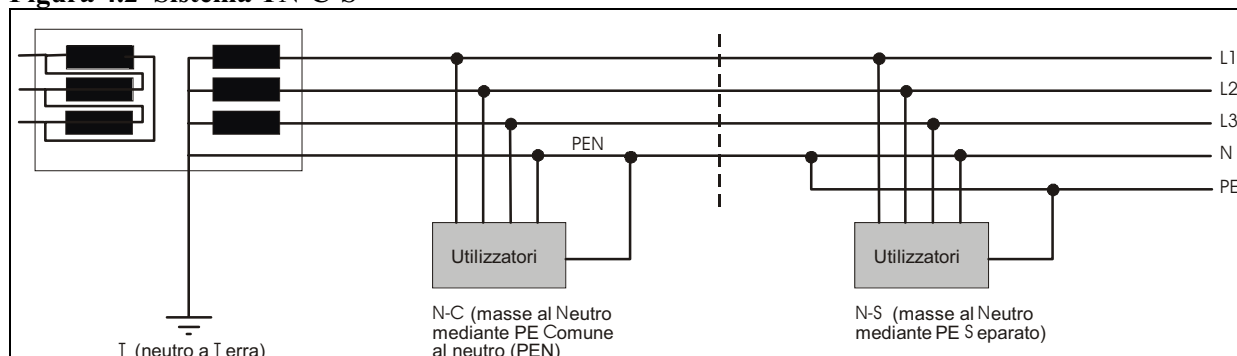 Figura 4.2 Sistema TN-C-S
L1
L2
L3
PEN
N
PE
Utilizzatori
Utilizzatori
T (neutro a Terra)
N-C (masse al Neutro
mediante PE Comune
al neutro (PEN)
N-S (masse al Neutro
mediante PE Separato)